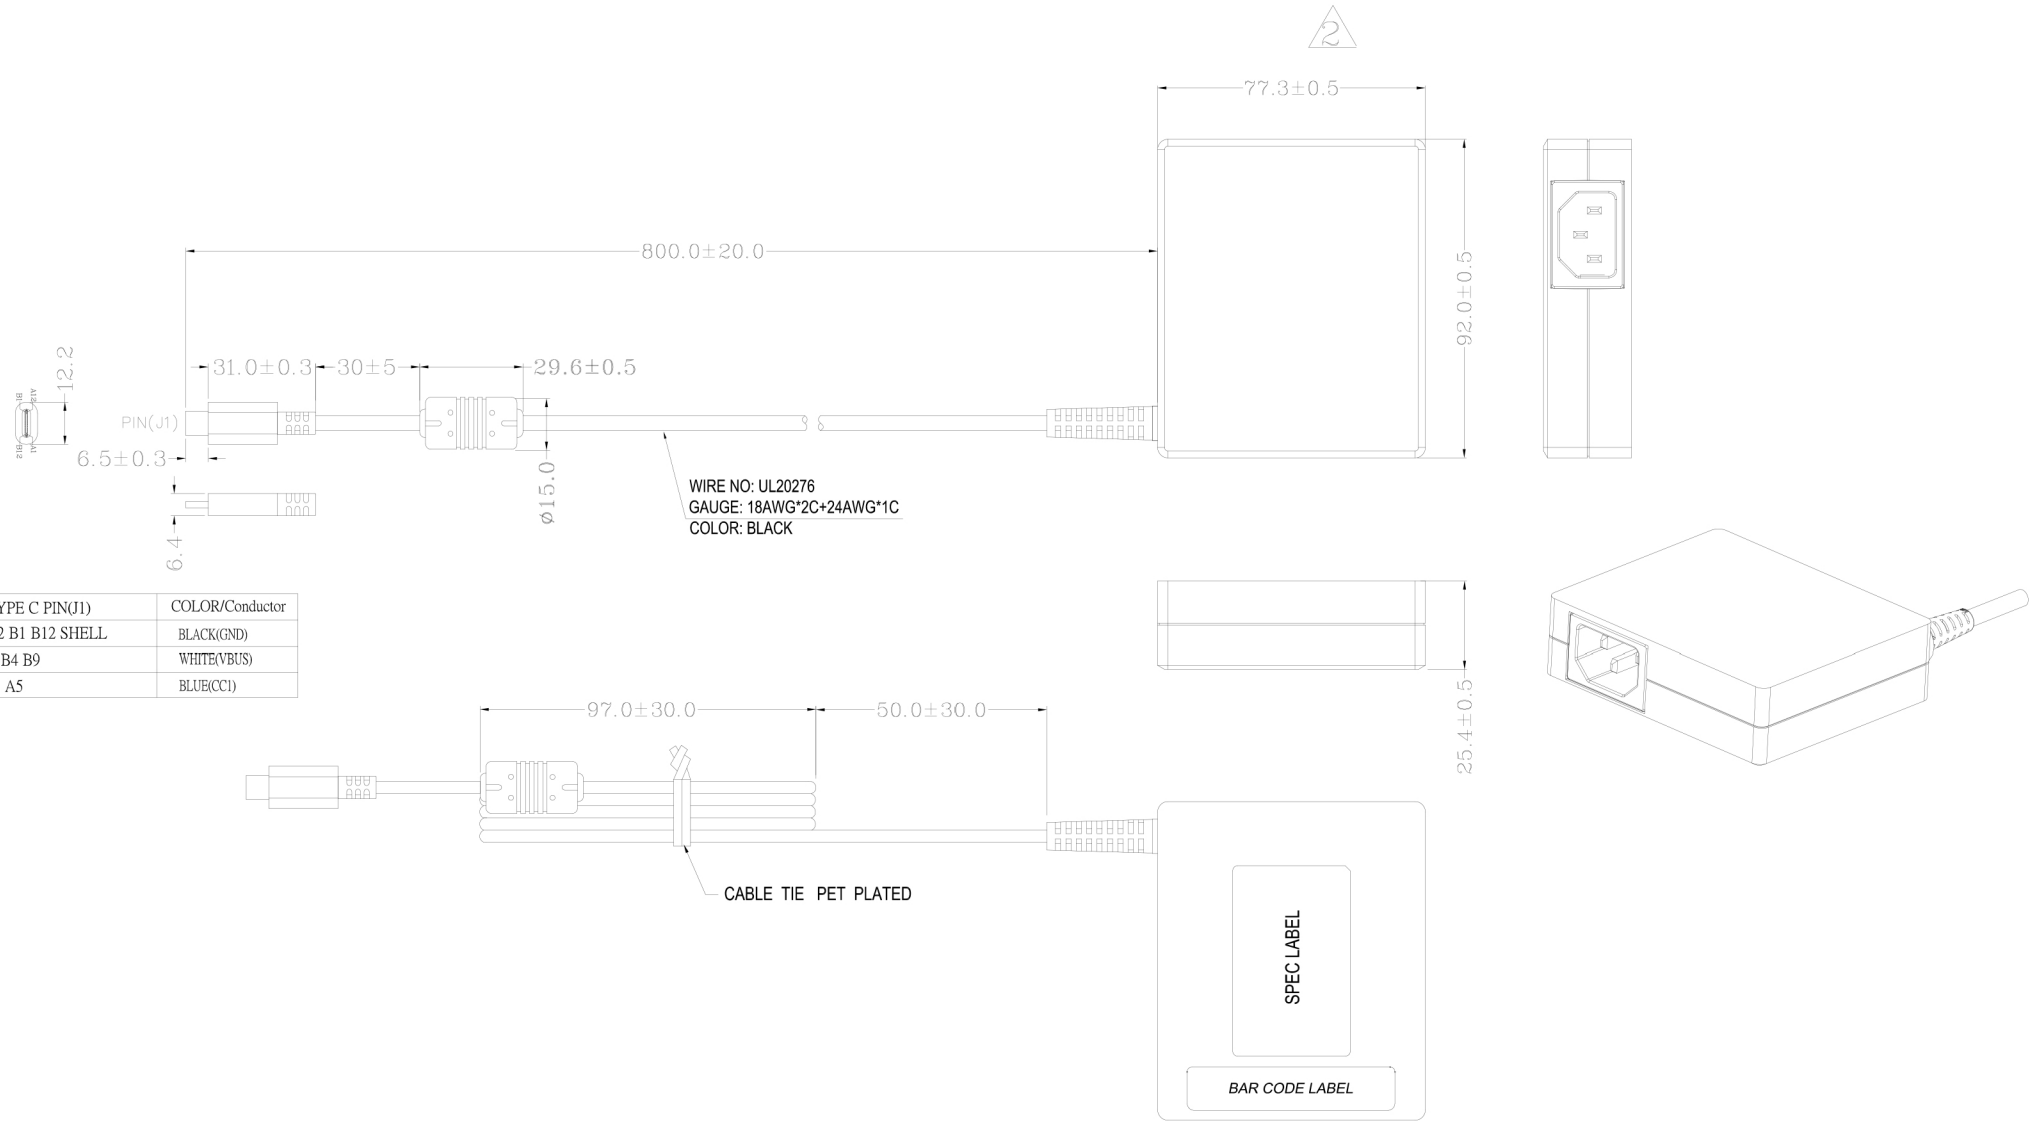 2
77.3±0.5
800.0±20.0
92.0±0.5
12.2
31.0±0.3
30±5
29.6±0.5
B1 A12
B12 A1
PIN(J1)
6.5±0.3
ø15.0
6.4
WIRE NO: UL20276
GAUGE: 18AWG*2C+24AWG*1C
COLOR: BLACK
YPE C PIN(J1) COLOR/Conductor
2 B1 B12 SHELL BLACK(GND)
B4 B9 WHITE(VBUS)
A5 BLUE(CC1)
25.4±0.5
97.0±30.0
50.0±30.0
CABLE TIE PET PLATED
SPEC LABEL
BAR CODE LABEL